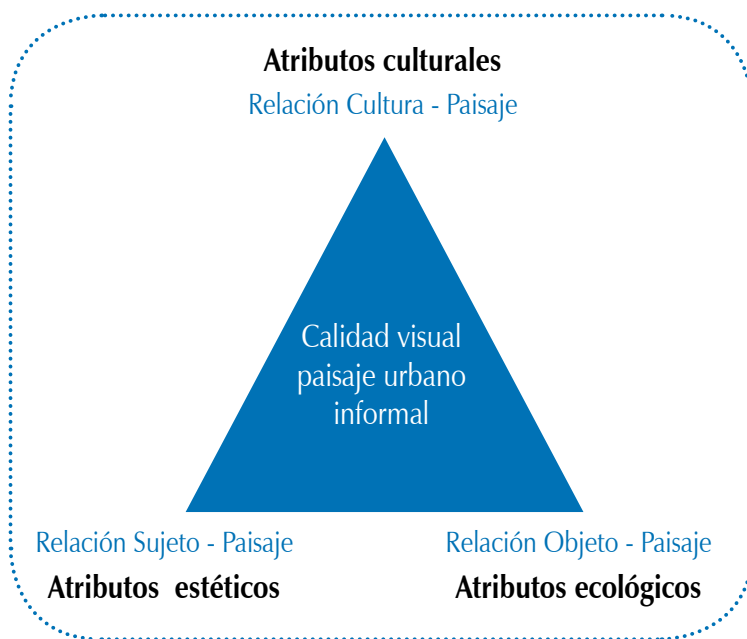 Atributos culturales
Relación Cultura - Paisaje
Calidad visual
paisaje urbano
informal
Relación Sujeto - Paisaje
Atributos estéticos
Relación Objeto - Paisaje
Atributos ecológicos